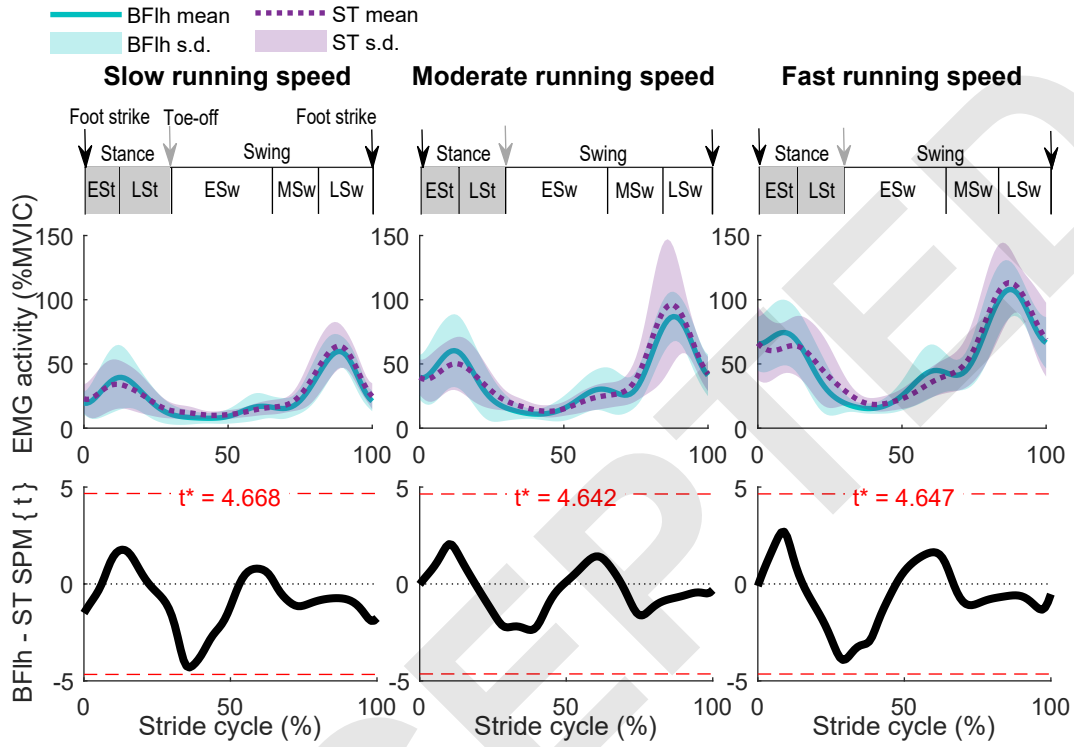 BFlh mean ST mean
BFlh s.d. ST s.d.
Slow running speed Moderate running speed Fast running speed
Foot strike Toe-off Foot strike
Stance Swing Stance Swing Stance Swing
ESt LSt ESw MSw LSw ESt LSt ESw MSw LSw ESt LSt ESw MSw LSw
EMG activity (%MVIC)
150 150 150
100 100 100
50 50 50
0 0 0
0 50 100 0 50 100 0 50 100
BFlh - ST SPM { t }
5 5 5
t* = 4.668 t* = 4.642 t* = 4.647
0 0 0
-5 -5 -5
0 50 100 0 50 100 0 50 100
Stride cycle (%) Stride cycle (%) Stride cycle (%)